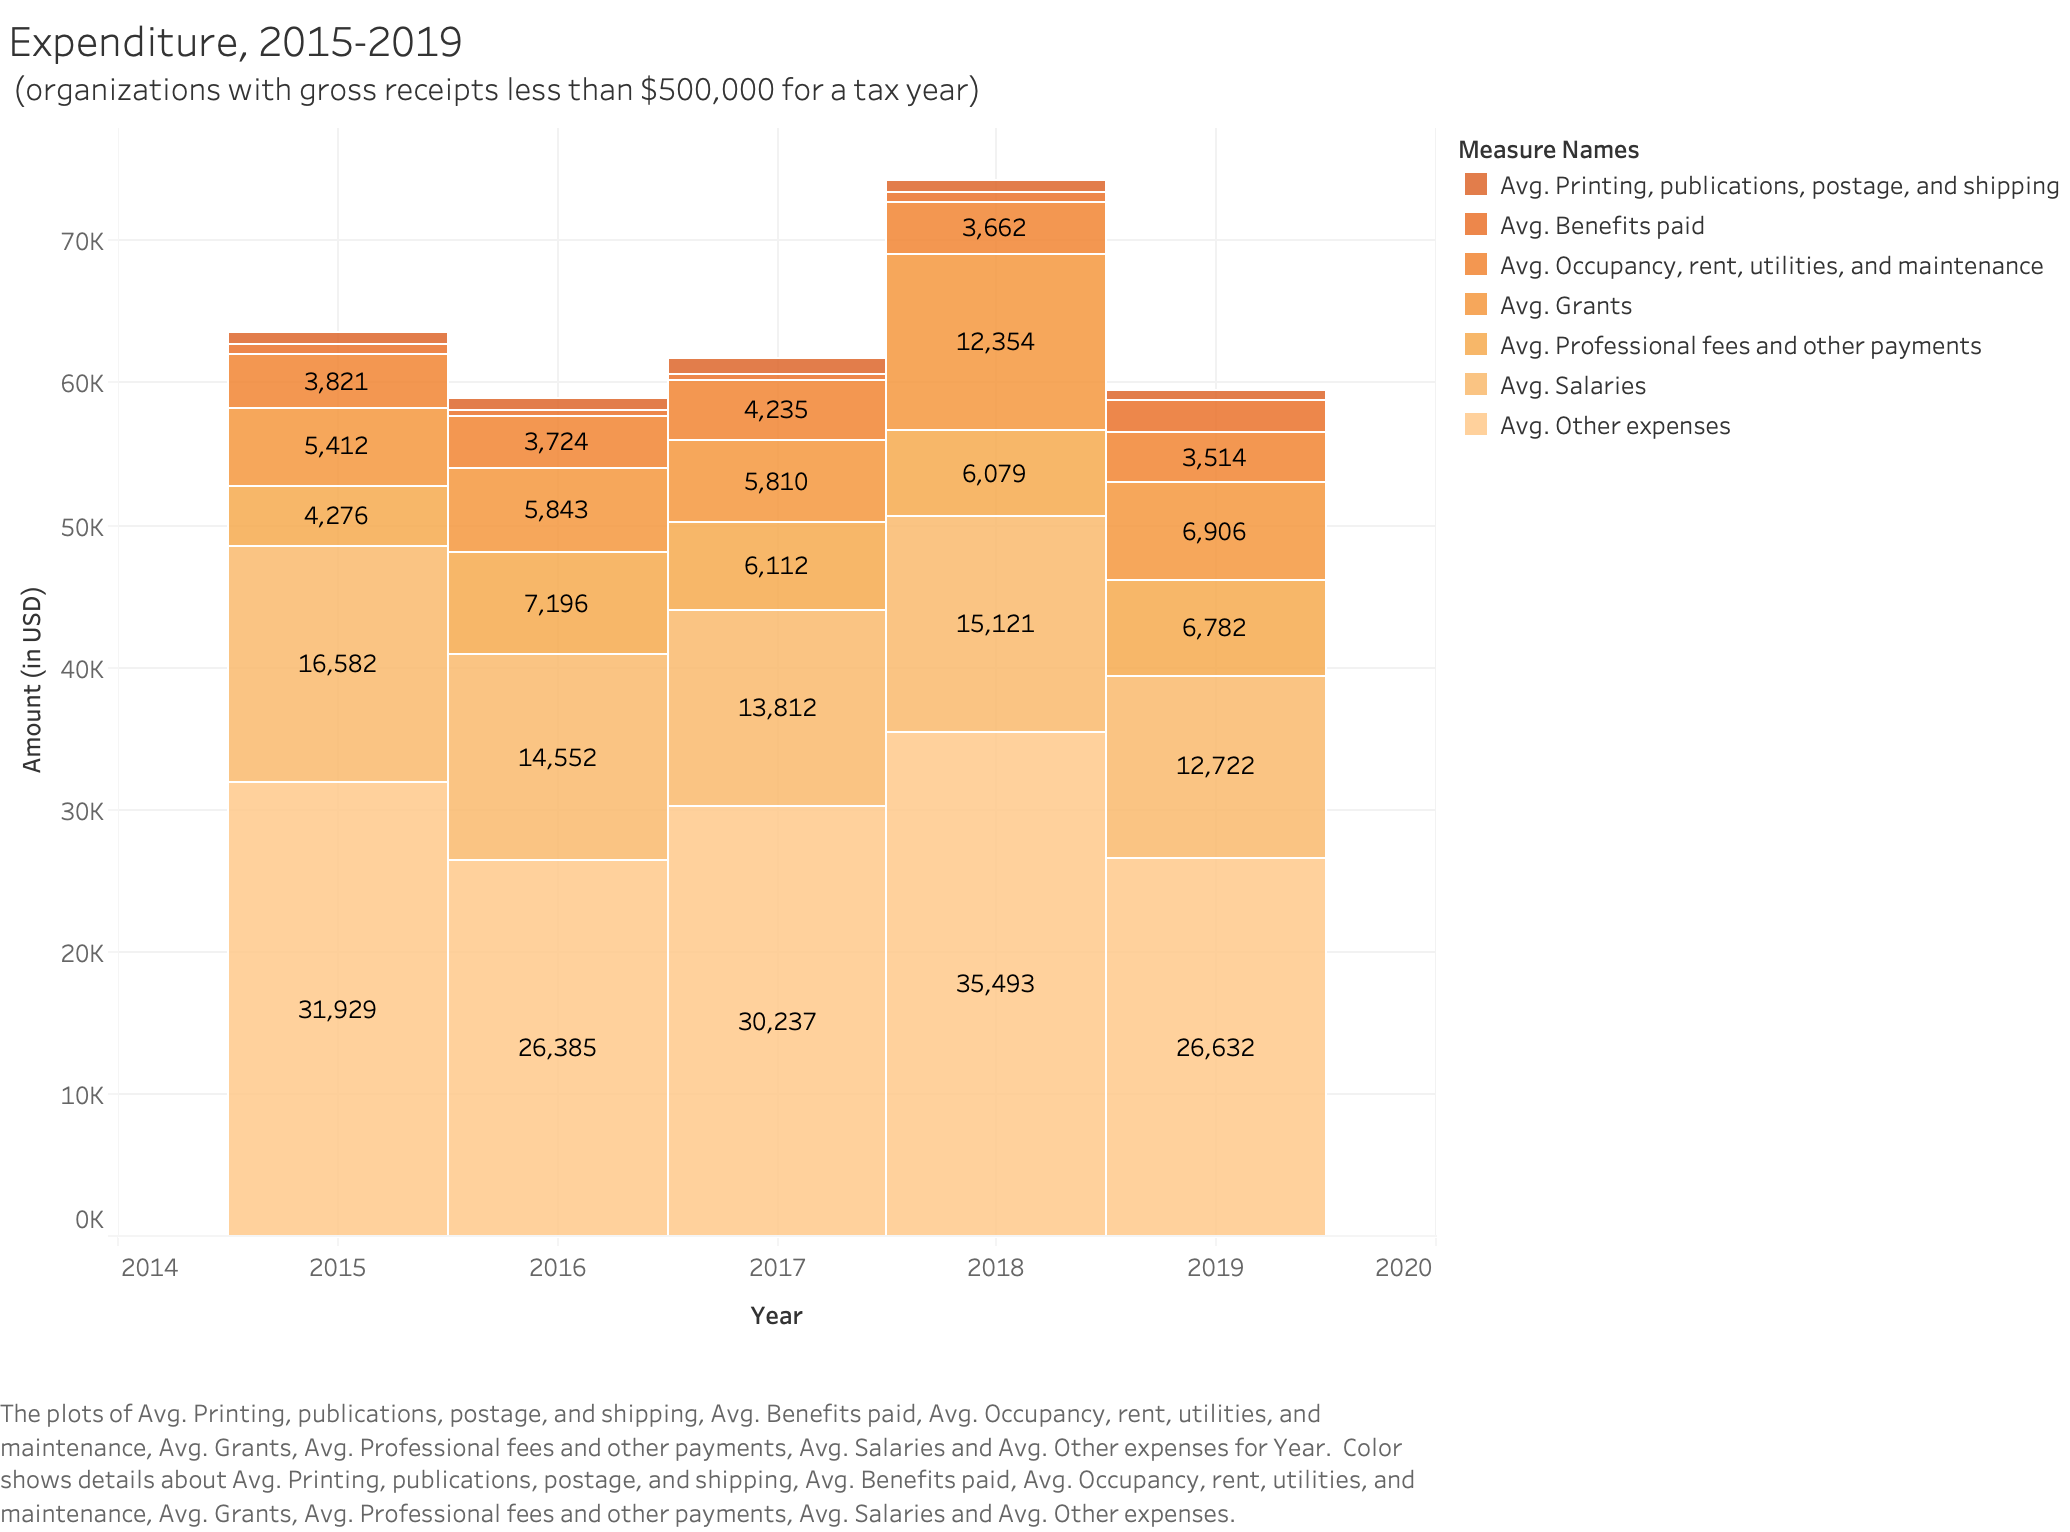 Expenditure, 2015-2019
(organizations with gross receipts less than $500,000 for a tax year)
Measure Names
Avg. Printing, publications, postage, and shipping
Avg. Benefits paid
Avg. Occupancy, rent, utilities, and maintenance
Avg. Grants
Avg. Professional fees and other payments
Avg. Salaries
Avg. Other expenses
Amount (in USD)
70K
60K
50K
40K
30K
20K
10K
0K
3,821
5,412
4,276
16,582
31,929
3,724
5,843
7,196
14,552
26,385
4,235
5,810
6,112
13,812
30,237
3,662
12,354
6,079
15,121
35,493
3,514
6,906
6,782
12,722
26,632
2014 2015 2016 2017 2018 2019 2020
Year
The plots of Avg. Printing, publications, postage, and shipping, Avg. Benefits paid, Avg. Occupancy, rent, utilities, and
maintenance, Avg. Grants, Avg. Professional fees and other payments, Avg. Salaries and Avg. Other expenses for Year.  Color
shows details about Avg. Printing, publications, postage, and shipping, Avg. Benefits paid, Avg. Occupancy, rent, utilities, and
maintenance, Avg. Grants, Avg. Professional fees and other payments, Avg. Salaries and Avg. Other expenses.